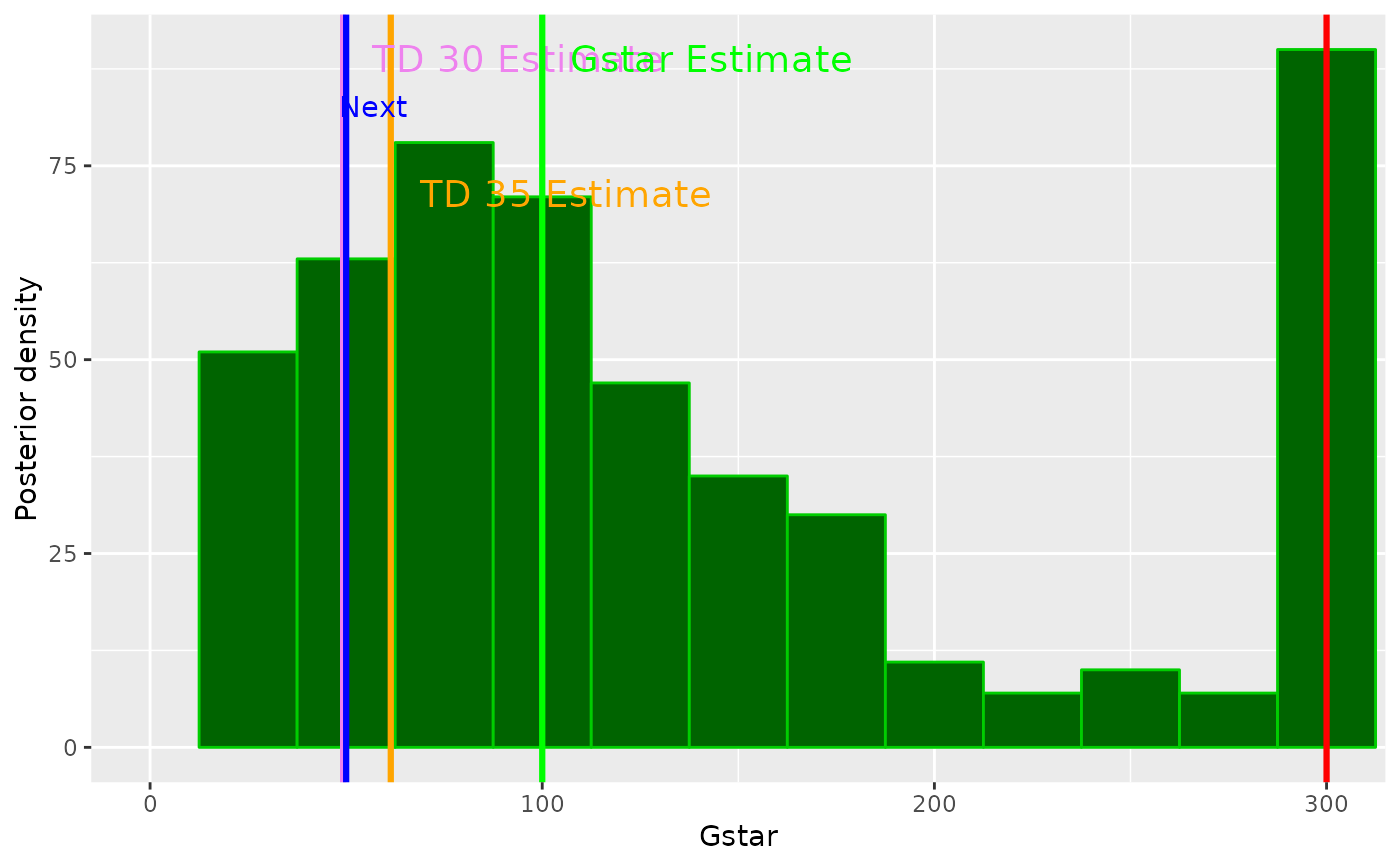 TD 30 Estimate
Gstar Estimate
Next
75
TD 35 Estimate
50
25
0
Posterior density
0 100 200 300
Gstar